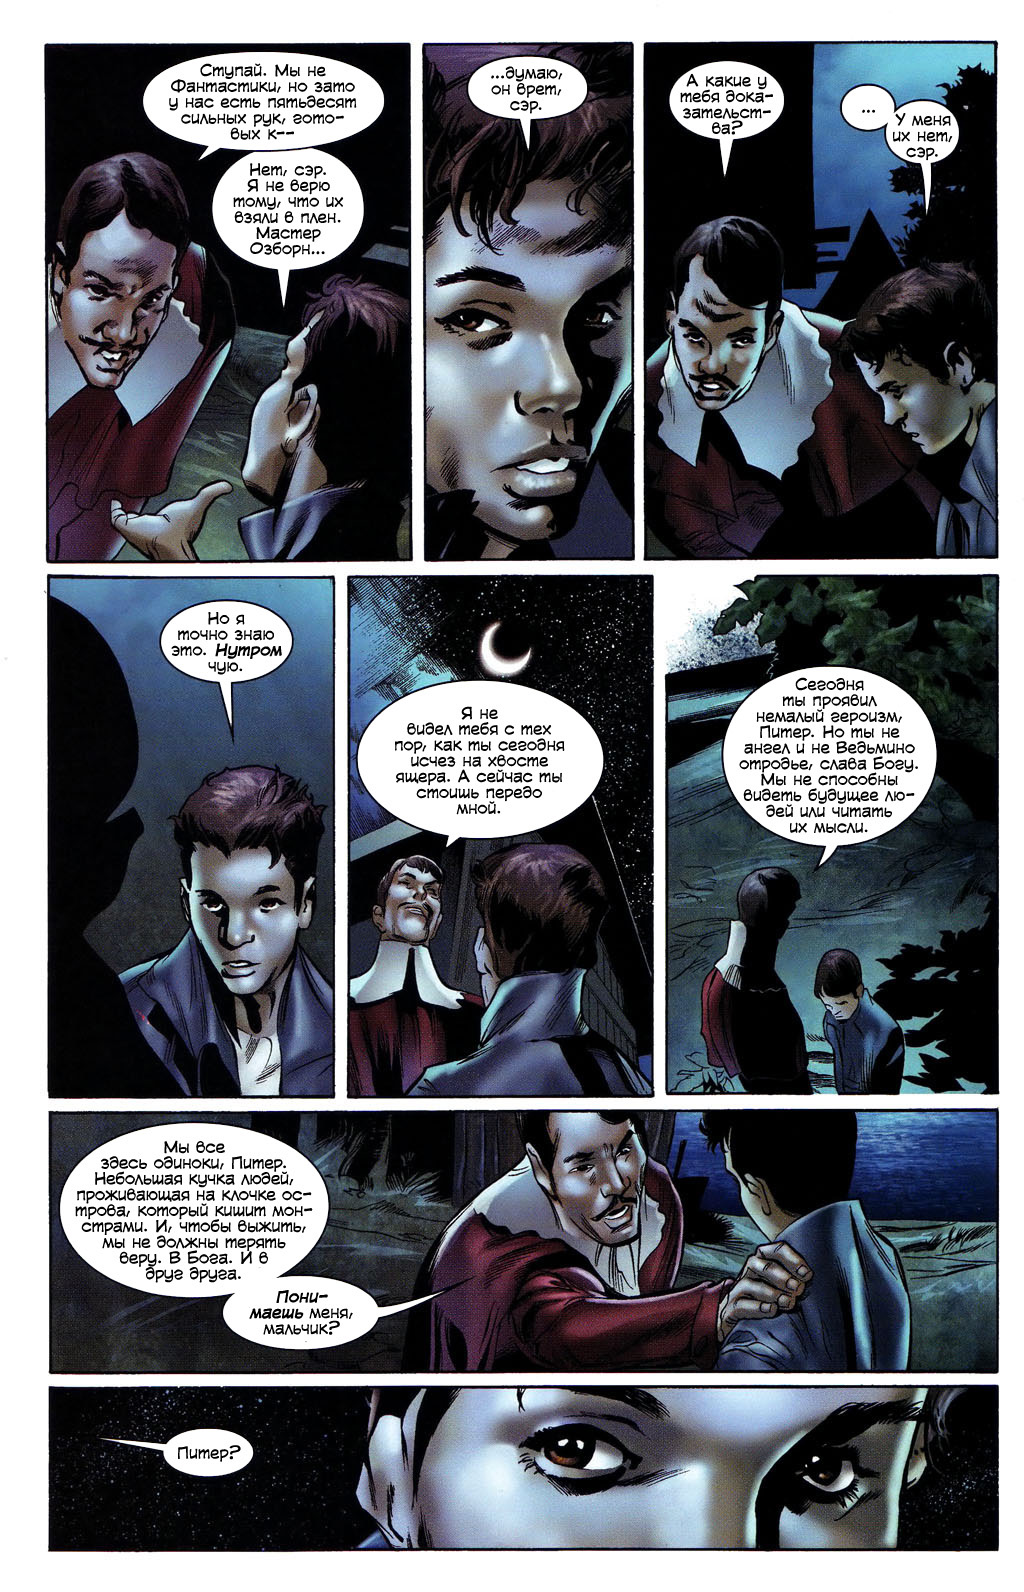 Ступай. Мы не
Фантастики, но зато
у нас есть пятьдесят
сильных рук, гото-
вых к--
Нет, сэр.
Я не верю
тому, что их
взяли в плен.
Мастер
Озборн...
...думаю,
он врет,
сэр.
А какие у
тебя дока-
зательст-
ва?
...
У меня
их нет,
сэр.
Но я
точно знаю
это. Нутром
чую.
Я не
видел тебя с тех
пор, как ты сегодня
исчез на хвосте
ящера. А сейчас ты
стоишь передо
мной.
Сегодня
ты проявил
немалый героизм,
Питер. Но ты не
ангел и не Ведьмино
отродье, слава Богу.
Мы не способны
видеть будущее лю-
дей или читать
их мысли.
Мы все
здесь одиноки, Питер.
Небольшая кучка людей,
проживающая на клочке ос-
трова, который кишит мон-
страми. И, чтобы выжить,
мы не должны терять
веру. В Бога. И в
друг друга.
Пони-
маешь меня,
мальчик?
Питер?